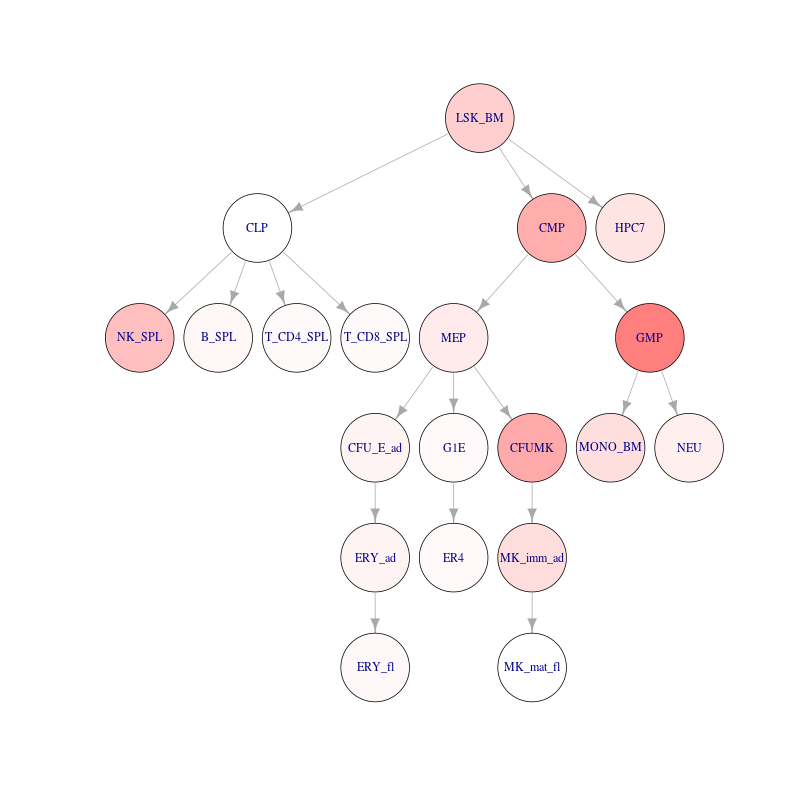 LSK_BM
CLP
CMP
HPC7
NK_SPL
B_SPL
T_CD4_SPL
T_CD8_SPL
MEP
GMP
CFU_E_ad
G1E
CFUMK
MONO_BM
NEU
ERY_ad
ER4
MK_imm_ad
ERY_fl
MK_mat_fl